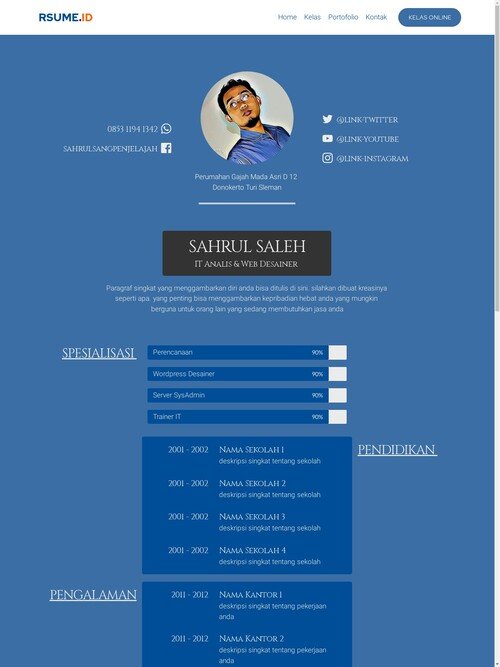 RSUME.ID
Home Kelas Portofolio Kontak KELAS ONLINE
0853 1194 1342
SAHRULSANGPENJELAJAH
@LINK-TWITTER
@LINK-YOUTUBE
@LINK-INSTAGRAM
Perumahan Gajah Mada Asri D 12
Donokerto Turi Sleman
SAHRUL SALEH
IT ANALIS & WEB DESAINER
Paragraf singkat yang menggambarkan diri anda bisa ditulis di sini. silahkan dibuat kreasinya
seperti apa. yang penting bisa menggambarkan kepribadian hebat anda yang mungkin
berguna untuk orang lain yang sedang membutuhkan jasa anda
SPESIALISASI
Perencanaan 90%
Wordpress Desainer 90%
Server SysAdmin 90%
Trainer IT 90%
PENDIDIKAN
2001 - 2002 NAMA SEKOLAH 1
deskripsi singkat tentang sekolah
2001 - 2002 NAMA SEKOLAH 2
deskripsi singkat tentang sekolah
2001 - 2002 NAMA SEKOLAH 3
deskripsi singkat tentang sekolah
2001 - 2002 NAMA SEKOLAH 4
deskripsi singkat tentang sekolah
PENGALAMAN
2011 - 2012 NAMA KANTOR 1
deskripsi singkat tentang pekerjaan
anda
2011 - 2012 NAMA KANTOR 2
deskripsi singkat tentang pekerjaan
anda